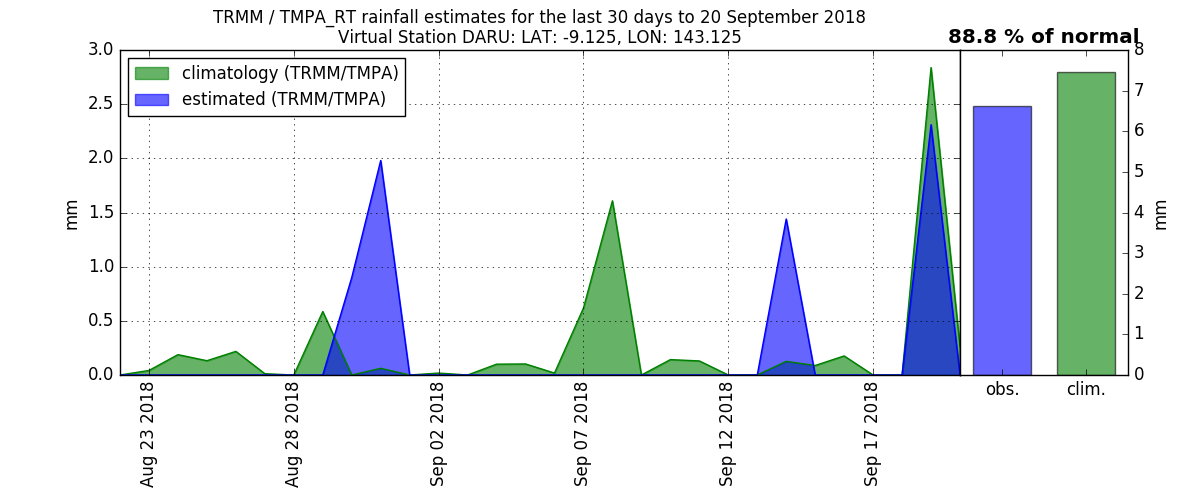 TRMM / TMPA_RT rainfall estimates for the last 30 days to 20 September 2018
Virtual Station DARU: LAT: -9.125, LON: 143.125
88.8 % of normal
climatology (TRMM/TMPA)
estimated (TRMM/TMPA)
3.0
2.5
2.0
1.5
1.0
0.5
0.0
mm
Aug 23 2018
Aug 28 2018
Sep 02 2018
Sep 07 2018
Sep 12 2018
Sep 17 2018
8
7
6
5
4
3
2
1
0
mm
obs.
clim.